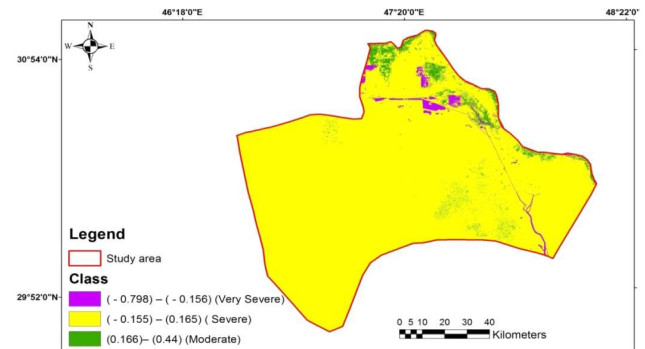 46°18'0"E 47°20'0"E 48°22'0"
30°54'0"N
29°52'0"N
N
W E
S
Legend
Study area
Class
( - 0.798) – ( - 0.156) (Very Severe)
( - 0.155) – (0.165) ( Severe)
(0.166)– (0.44) (Moderate)
0 5 10 20 30 40
Kilometers